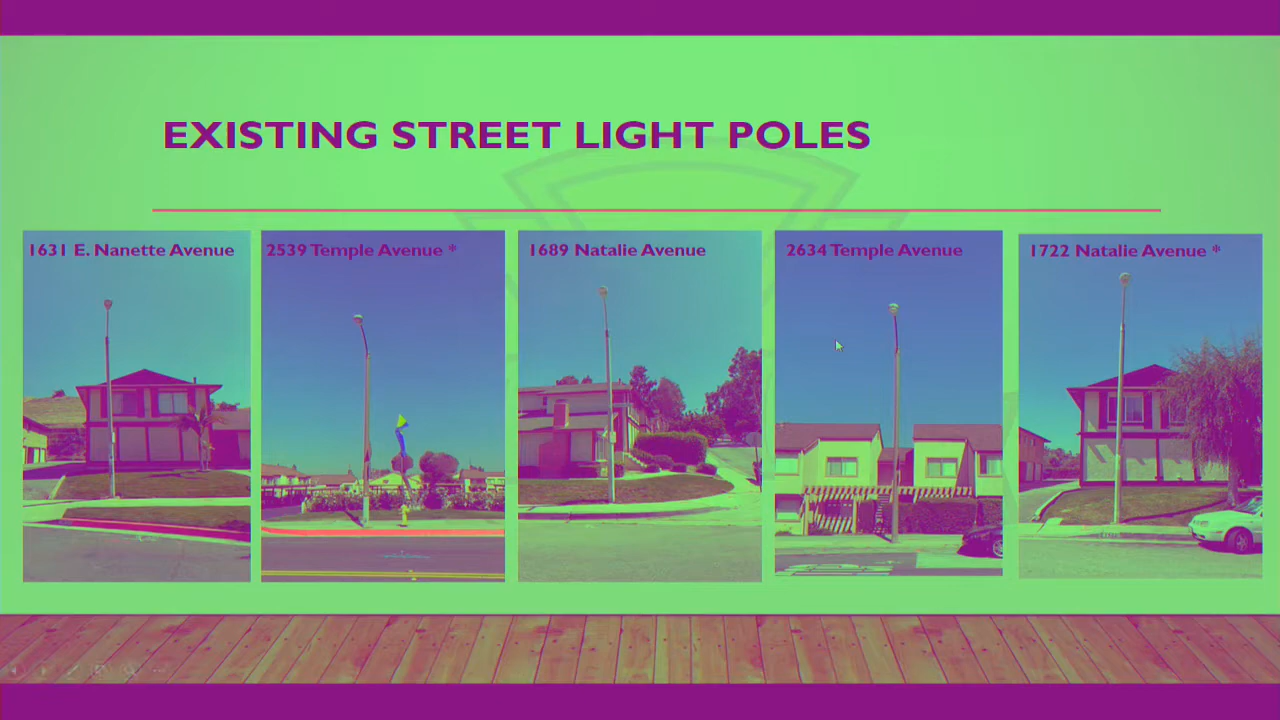 EXISTING STREET LIGHT POLES
1631 E. Nanette Avenue
2539 Temple Avenue *
1689 Natalie Avenue
2634 Temple Avenue
1722 Natalie Avenue *